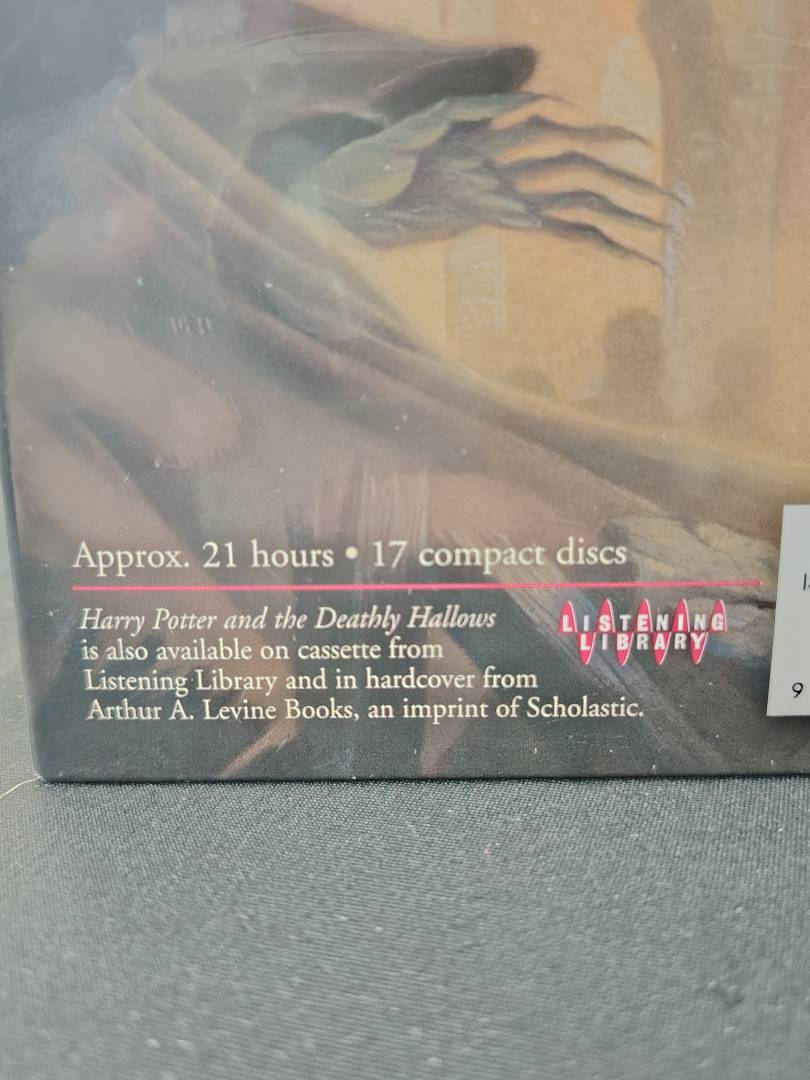 Approx. 21 hours • 17 compact discs
Harry Potter and the Deathly Hallows
is also available on cassette from
Listening Library and in hardcover from
Arthur A. Levine Books, an imprint of Scholastic.
LISTENING
LIBRARY
9